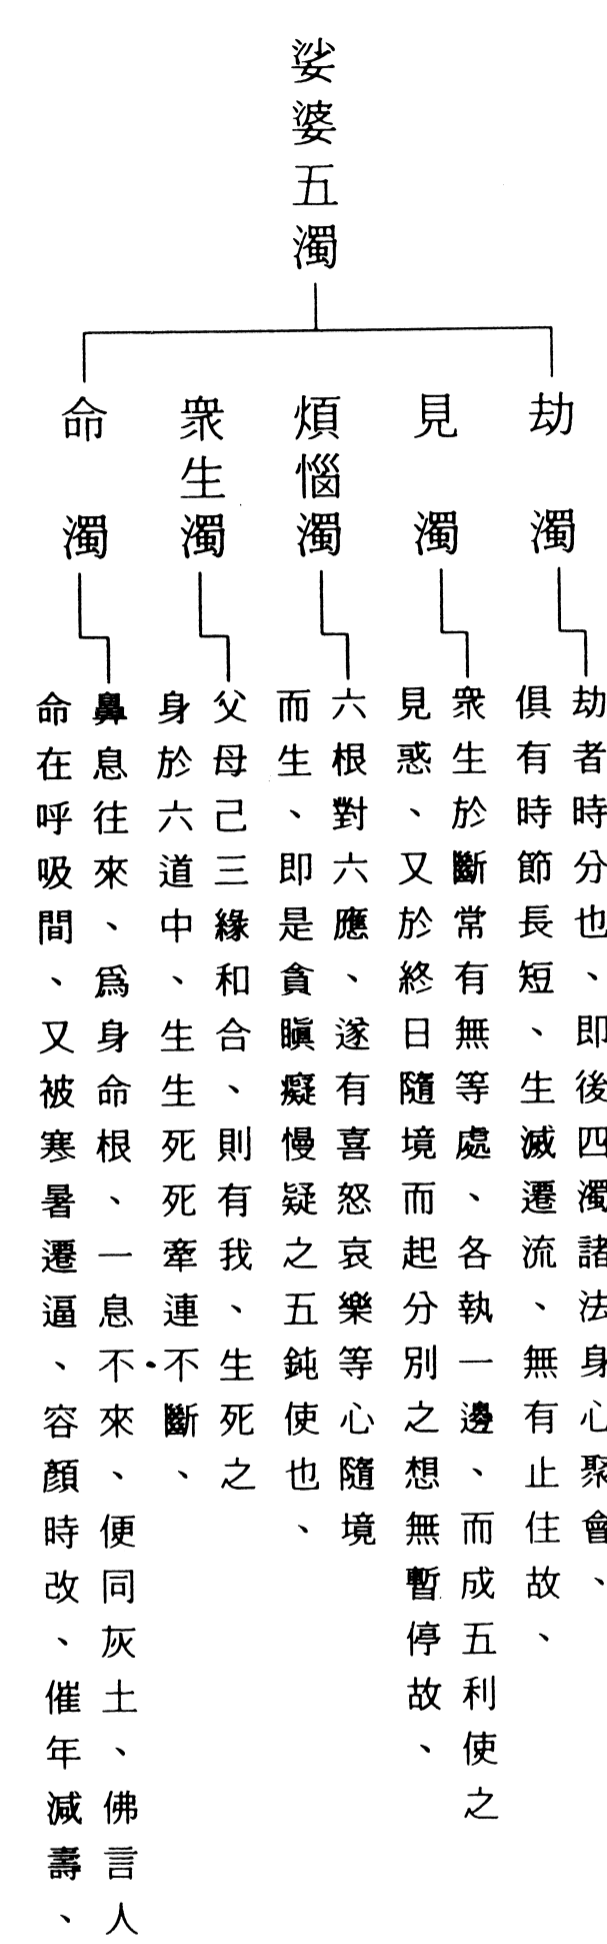 娑婆五濁
劫濁
劫者時分也、即後四濁諸法身心聚會、
俱有時節長短、生滅遷流、無有止住故、
見濁
衆生於斷常有無等處、各執一邊、而成五利使之
見惑、又於終日隨境而起分別之想無暫停故、
煩惱濁
六根對六應、遂有喜怒哀樂等心隨境
而生、即是貪瞋癡慢疑之五鈍使也、
衆生濁
父母己三緣和合、則有我、生死之
身於六道中、生生死死牽連不斷、
命濁
鼻息往來、爲身命根、一息不來、便同灰土、佛言人
命在呼吸間、又被寒暑遷逼、容顏時改、催年減壽、